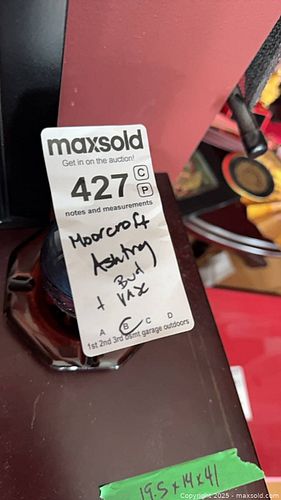 maxsold
Get in on the auction!
427
C
P
notes and measurements
Moorcroft
Ashtray
+ Bud
Vase
A B C D
1st 2nd 3rd bsmt garage outdoors
19.5 x 14 x 41
Copyright 2025 - maxsold.com